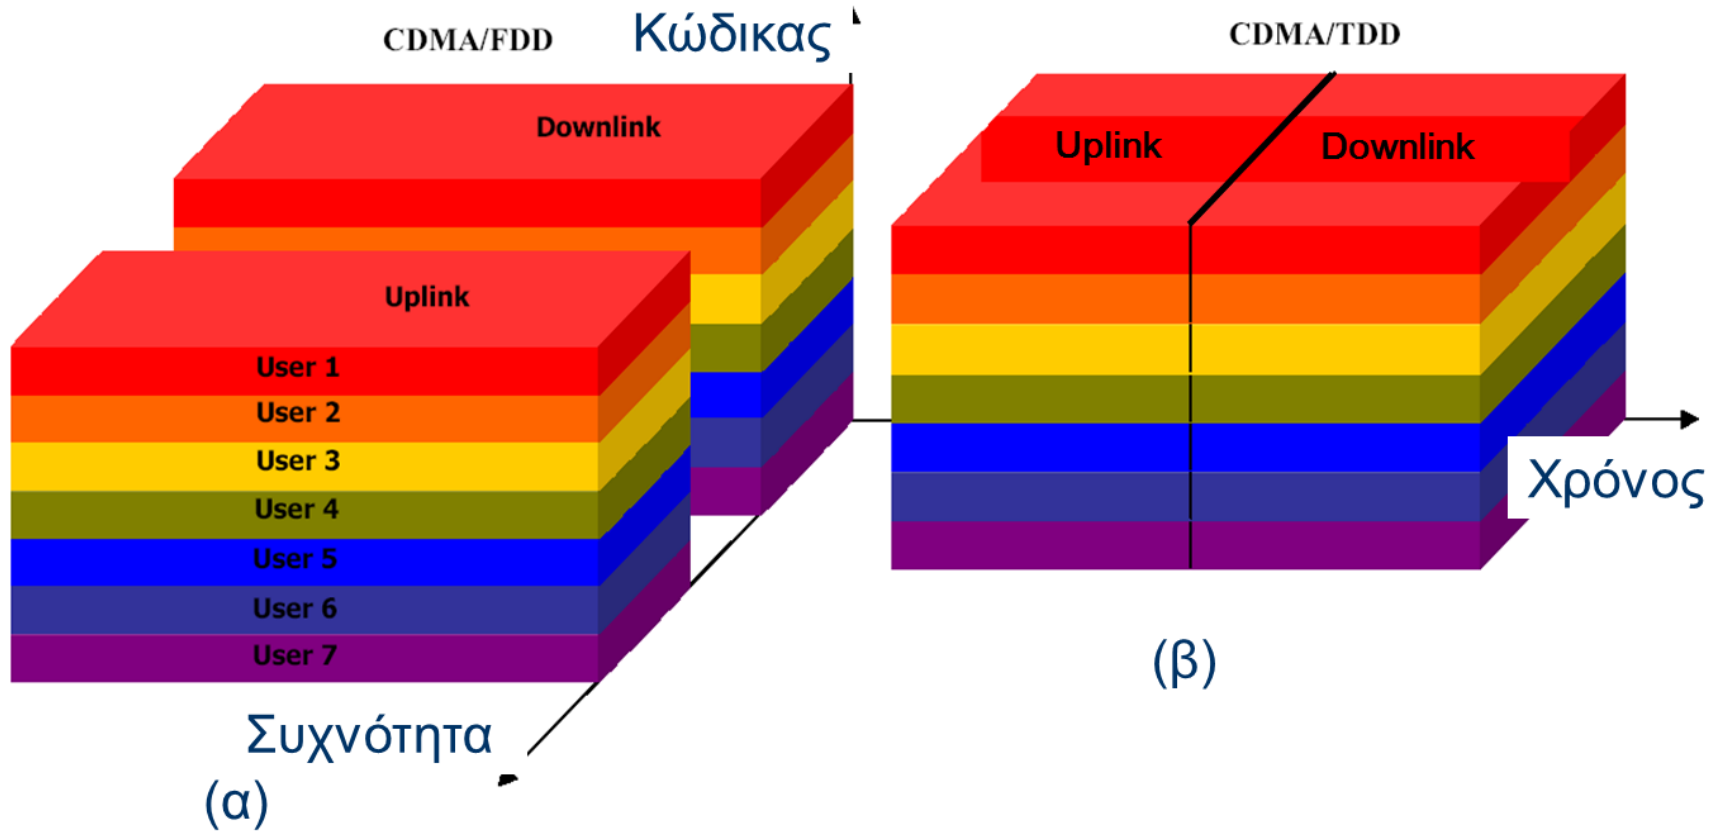 CDMA/FDD
Κώδικας
CDMA/TDD
Downlink
Uplink
Downlink
Uplink
User 1
User 2
User 3
User 4
User 5
User 6
User 7
Χρόνος
Συχνότητα
(α)
(β)